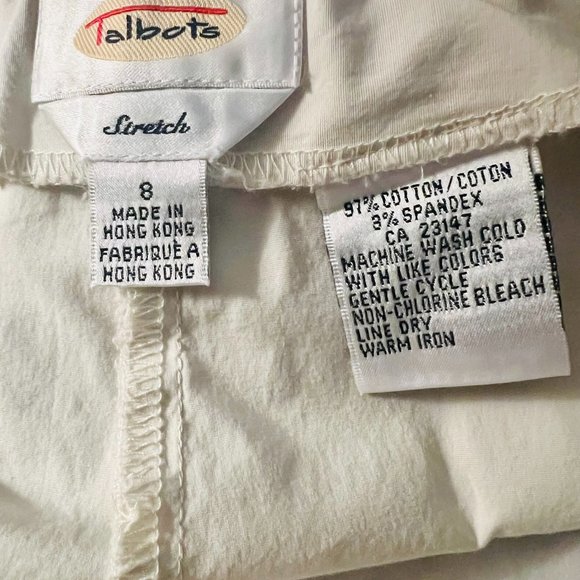 Talbots
Stretch
8
MADE IN
HONG KONG
FABRIQUÉ A
HONG KONG
97% COTTON/COTON
3% SPANDEX
CA 23147
MACHINE WASH COLD
WITH LIKE COLORS
GENTLE CYCLE
NON-CHLORINE BLEACH
LINE DRY
WARM IRON